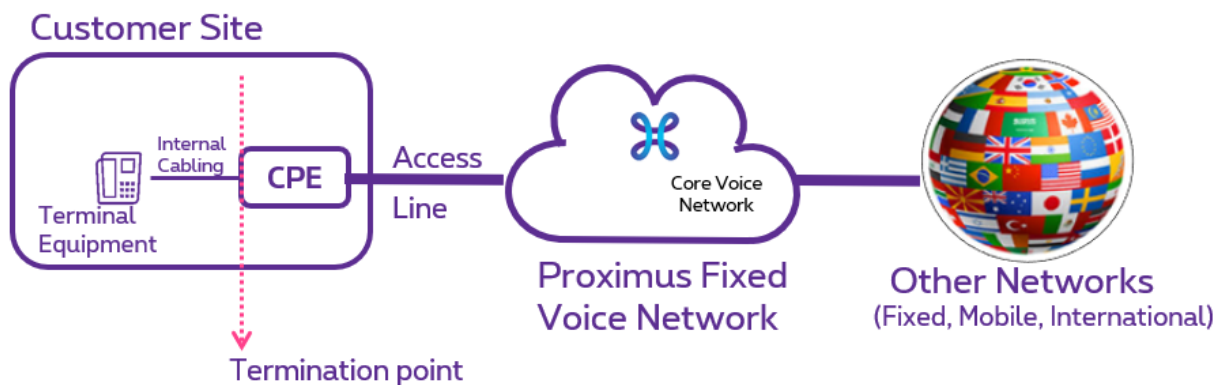 Customer Site
Internal
Cabling
CPE
Terminal
Equipment
Access
Line
Core Voice
Network
Proximus Fixed
Voice Network
Other Networks
(Fixed, Mobile, International)
Termination point